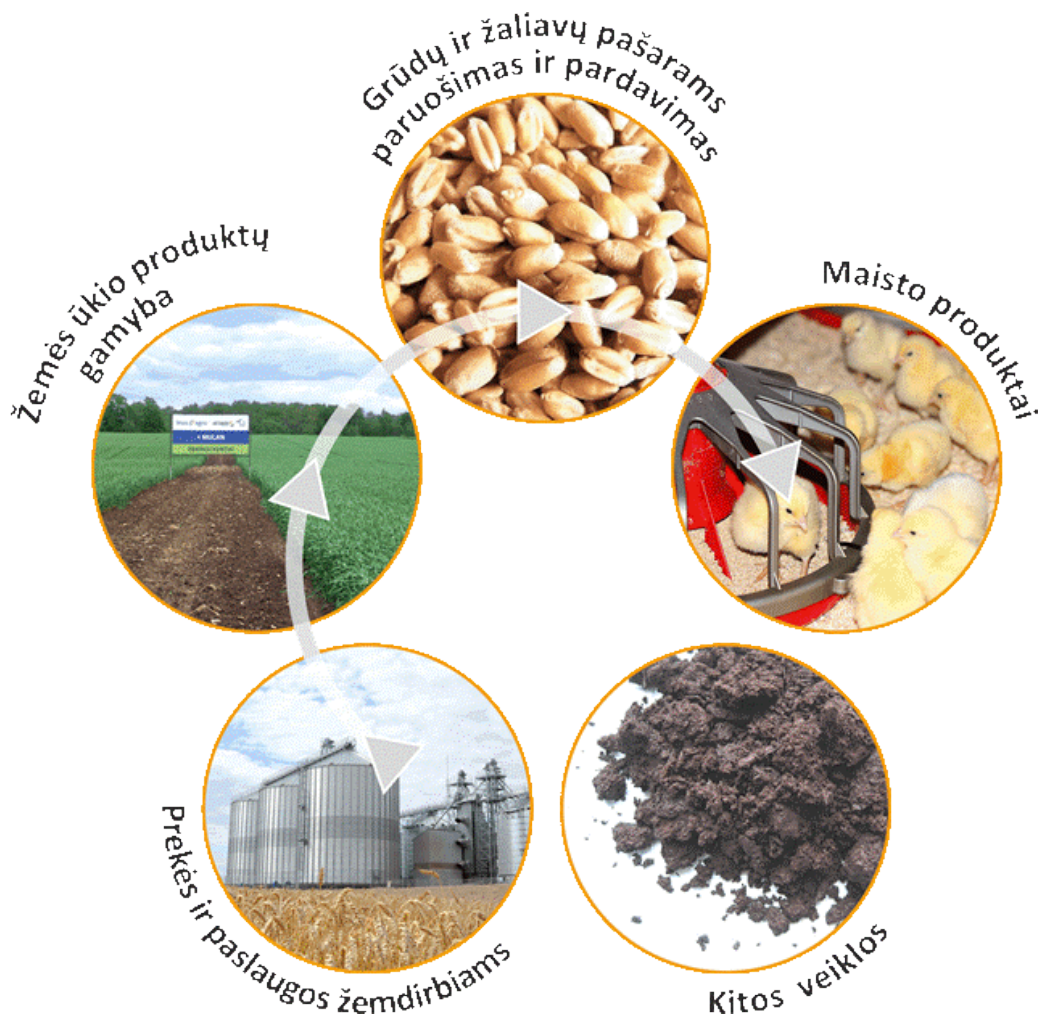 Grūdų ir žaliavų pašarams
paruošimas ir pardavimas
Žemės ūkio produktų
gamyba
Maisto produktai
Prekės ir paslaugos žemdirbiams
Kitos veiklos